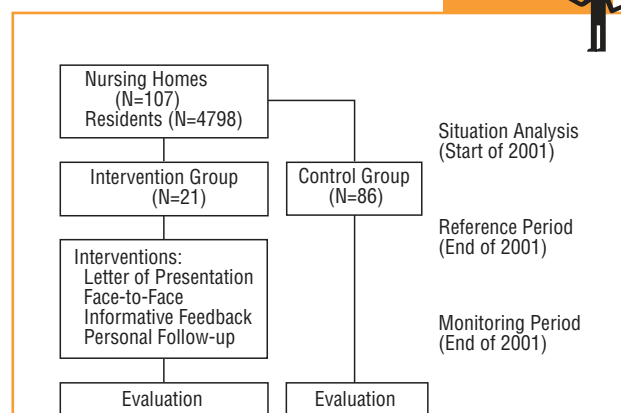 Nursing Homes
(N=107)
Residents (N=4798)
Intervention Group
(N=21)
Control Group
(N=86)
Interventions:
Letter of Presentation
Face-to-Face
Informative Feedback
Personal Follow-up
Evaluation
Evaluation
Situation Analysis
(Start of 2001)
Reference Period
(End of 2001)
Monitoring Period
(End of 2001)